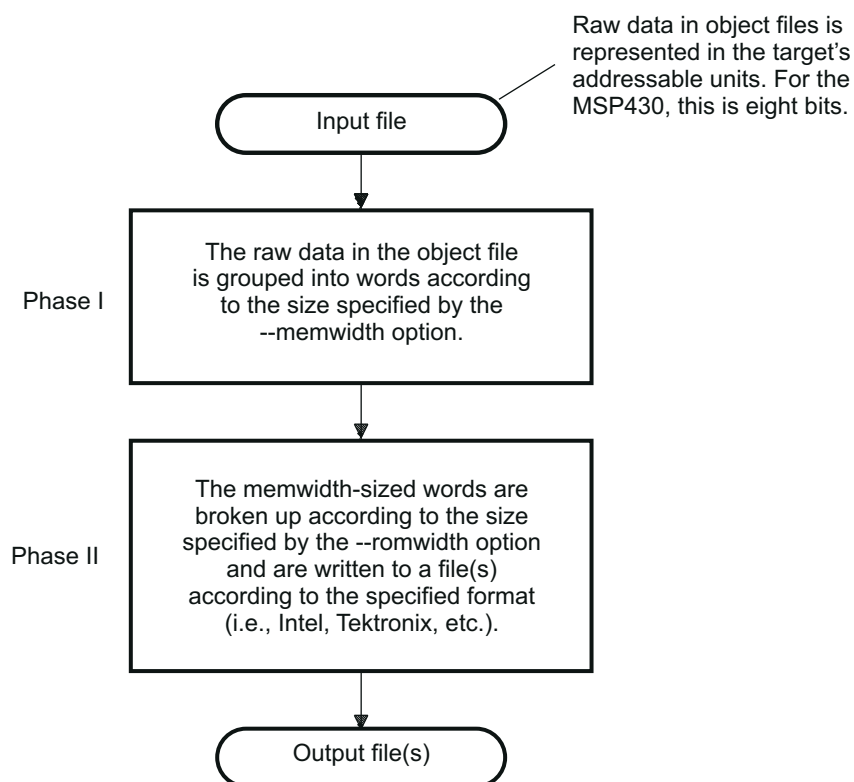 Raw data in object files is
represented in the target's
addressable units. For the
MSP430, this is eight bits.
Input file
Phase I
The raw data in the object file
is grouped into words according
to the size specified by the
--memwidth option.
Phase II
The memwidth-sized words are
broken up according to the size
specified by the --romwidth option
and are written to a file(s)
according to the specified format
(i.e., Intel, Tektronix, etc.).
Output file(s)